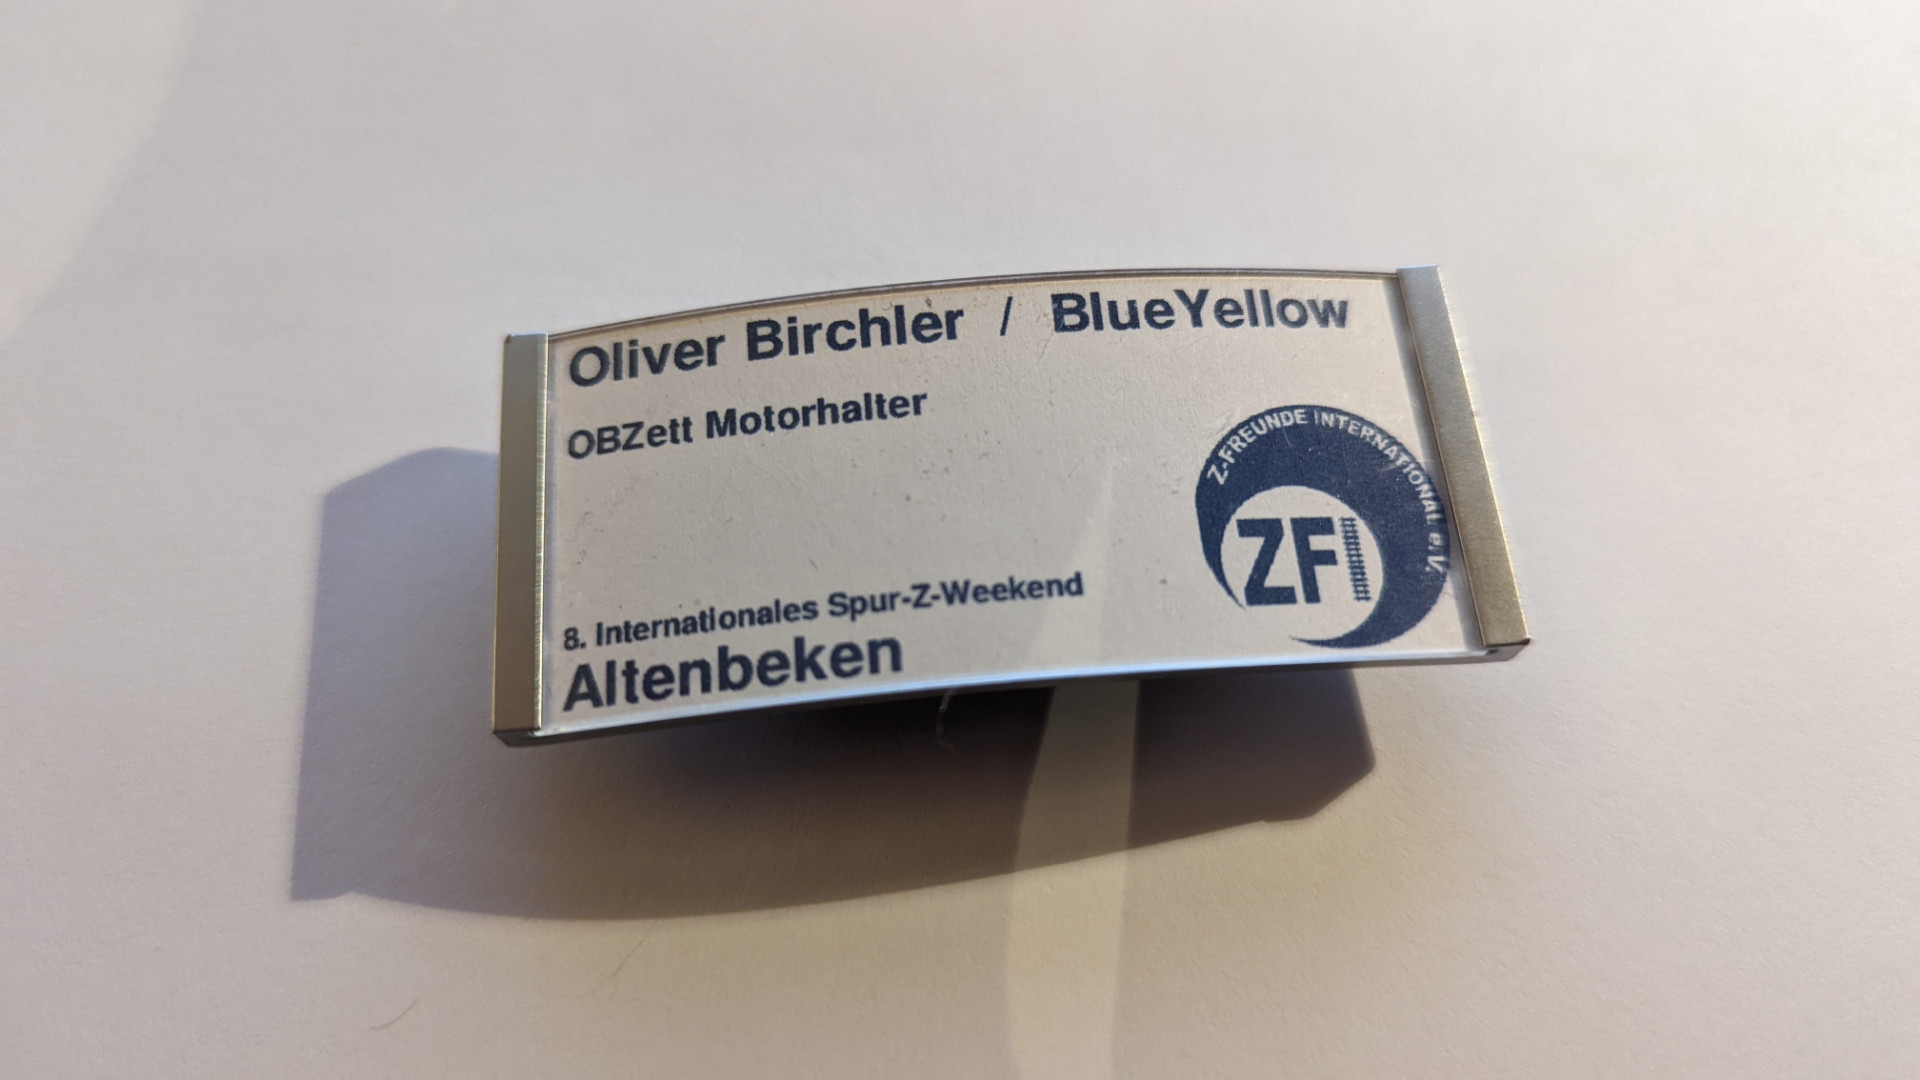 Oliver Birchler / BlueYellow
OBZett Motorhalter
Z-FREUNDE INTERNATIONAL e.V.
ZFI
8. Internationales Spur-Z-Weekend
Altenbeken